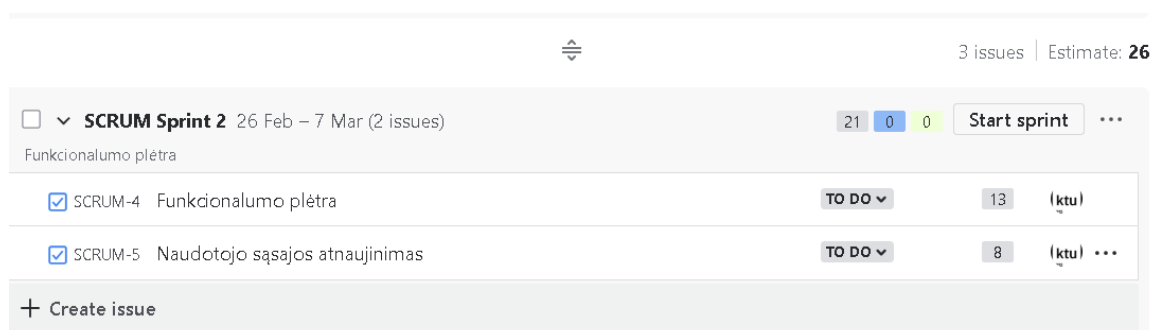 3 issues Estimate: 26
SCRUM Sprint 2 26 Feb – 7 Mar (2 issues) 21 0 0 Start sprint
Funkcionalumo plėtra
SCRUM-4 Funkcionalumo plėtra TO DO 13 (ktu)
SCRUM-5 Naudotojo sąsajos atnaujinimas TO DO 8 (ktu)
+ Create issue